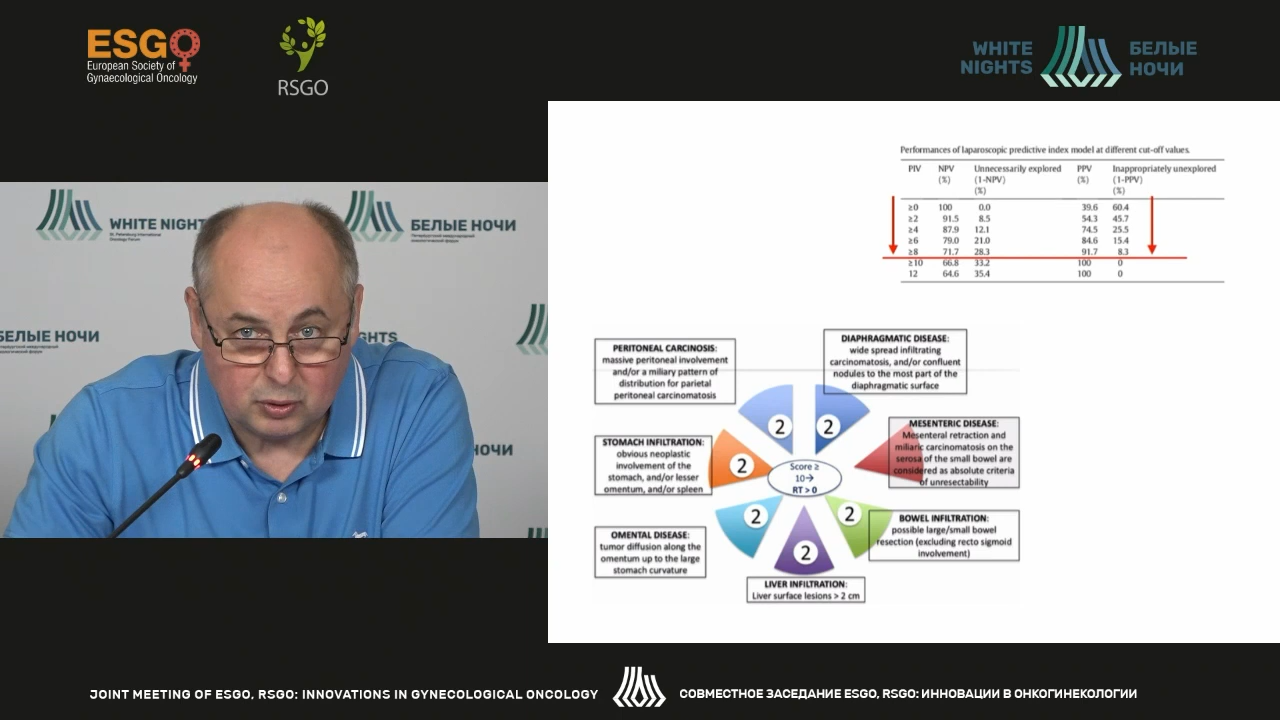 ESGO
European Society of
Gynaecological Oncology
RSGO
WHITE
NIGHTS
БЕЛЫЕ
НОЧИ
WHITE NIGHT
БЕЛЫЕ НОЧИ
БЕЛЫЕ НОЧИ
NIGHTS
НОЧИ
Performances of laparoscopic predictive index model at different cut-off values.
PIV NPV Unnecessarily explored PPV Inappropriately unexplored
(%) (1-NPV) (%) (1-PPV)
(%) (%)
≥0 100 0.0 39.6 60.4
≥2 91.5 8.5 54.3 45.7
≥4 87.9 12.1 74.5 25.5
≥6 79.0 21.0 84.6 15.4
≥8 71.7 28.3 91.7 8.3
≥10 66.8 33.2 100 0
12 64.6 35.4 100 0
PERITONEAL CARCINOSIS:
massive peritoneal involvement
and/or a miliary pattern of
distribution for parietal
peritoneal carcinomatosis
DIAPHRAGMATIC DISEASE:
wide spread infiltrating
carcinomatosis, and/or confluent
nodules to the most part of the
diaphragmatic surface
2
2
STOMACH INFILTRATION:
obvious neoplastic
involvement of the
stomach, and/or lesser
omentum, and/or spleen
2
Score ≥
10→
RT > 0
MESENTERIC DISEASE:
Mesenteral retraction and
miliaric carcinomatosis on the
serosa of the small bowel are
considered as absolute criteria
of unresectability
OMENTAL DISEASE:
tumor diffusion along the
omentum up to the large
stomach curvature
2
2
2
BOWEL INFILTRATION:
possible large/small bowel
resection (excluding recto sigmoid
involvement)
LIVER INFILTRATION:
Liver surface lesions > 2 cm
JOINT MEETING OF ESGO, RSGO: INNOVATIONS IN GYNECOLOGICAL ONCOLOGY
СОВМЕСТНОЕ ЗАСЕДАНИЕ ESGO, RSGO: ИННОВАЦИИ В ОНКОГИНЕКОЛОГИИ